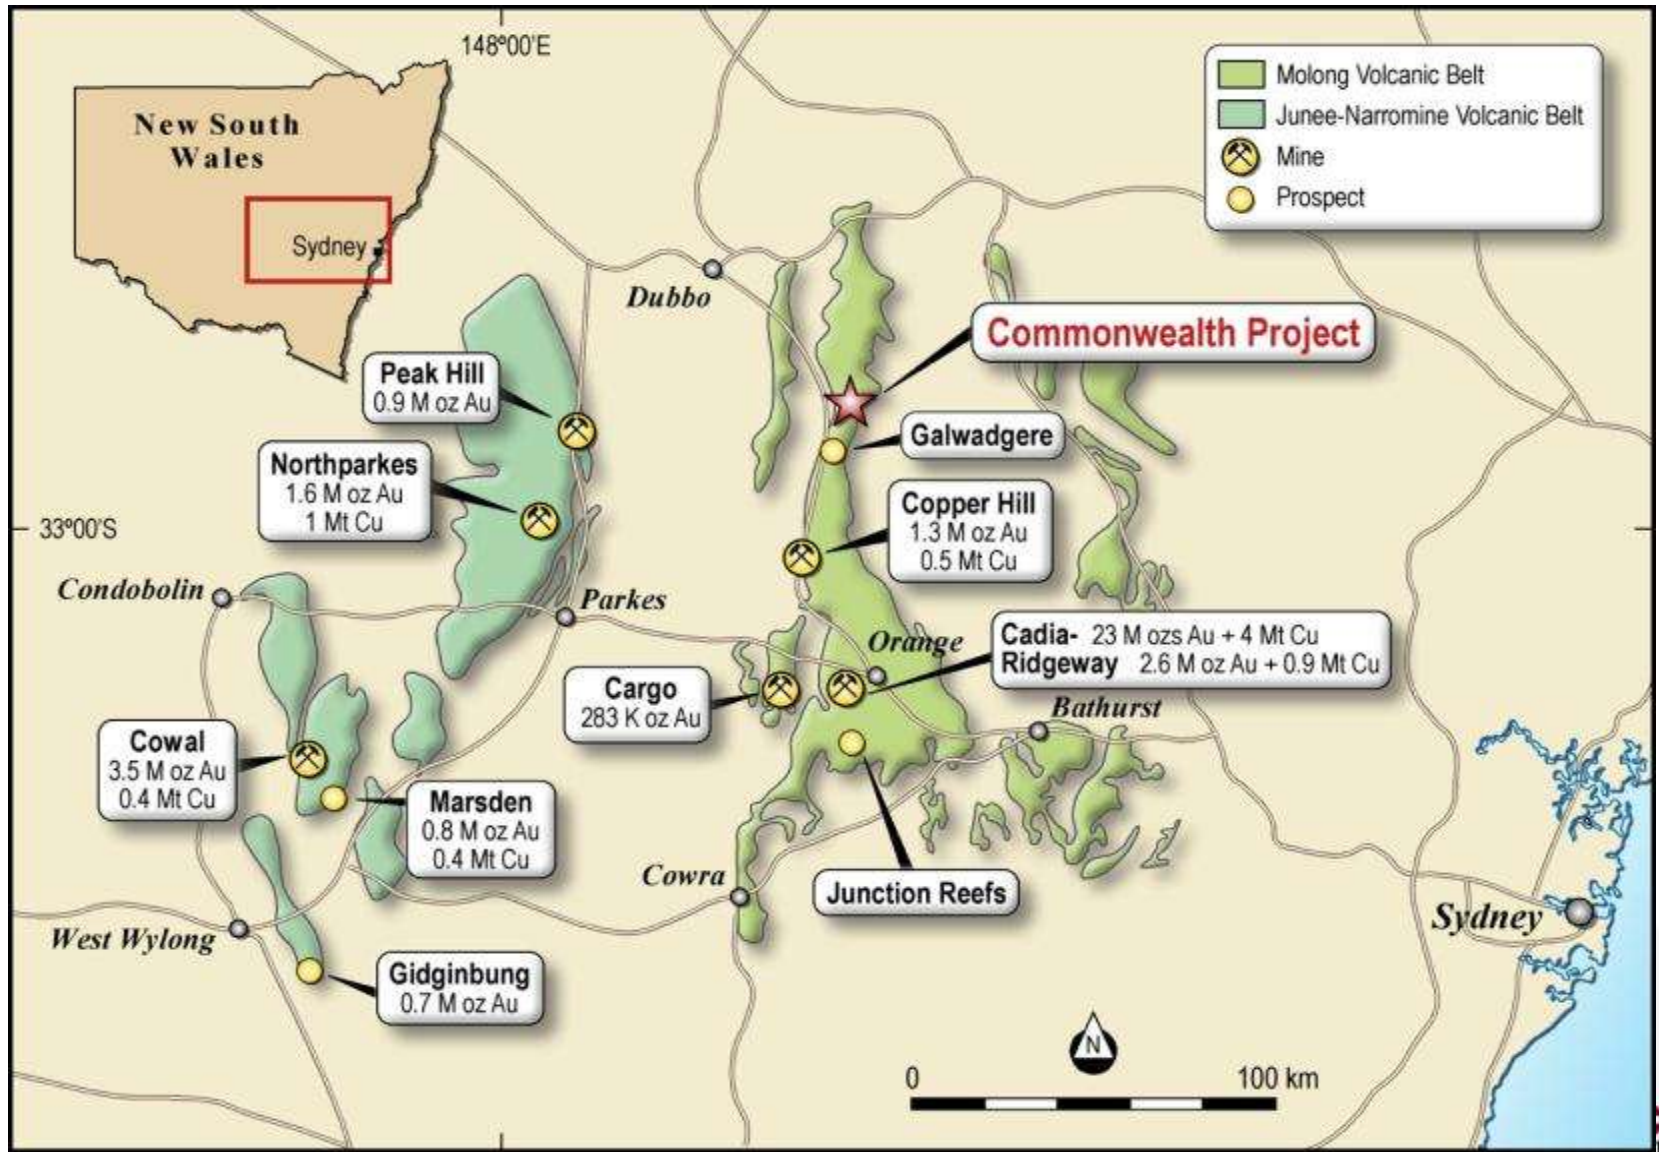 148°00'E
New South
Wales
Sydney
Molong Volcanic Belt
Junee-Narromine Volcanic Belt
Mine
Prospect
Dubbo
Commonwealth Project
Peak Hill
0.9 M oz Au
Galwadgere
Northparkes
1.6 M oz Au
1 Mt Cu
Copper Hill
1.3 M oz Au
0.5 Mt Cu
33°00'S
Condobolin
Parkes
Orange
Cadia- 23 M ozs Au + 4 Mt Cu
Ridgeway 2.6 M oz Au + 0.9 Mt Cu
Cargo
283 K oz Au
Bathurst
Cowal
3.5 M oz Au
0.4 Mt Cu
Marsden
0.8 M oz Au
0.4 Mt Cu
Cowra
Junction Reefs
Sydney
West Wylong
Gidginbung
0.7 M oz Au
N
0 100 km